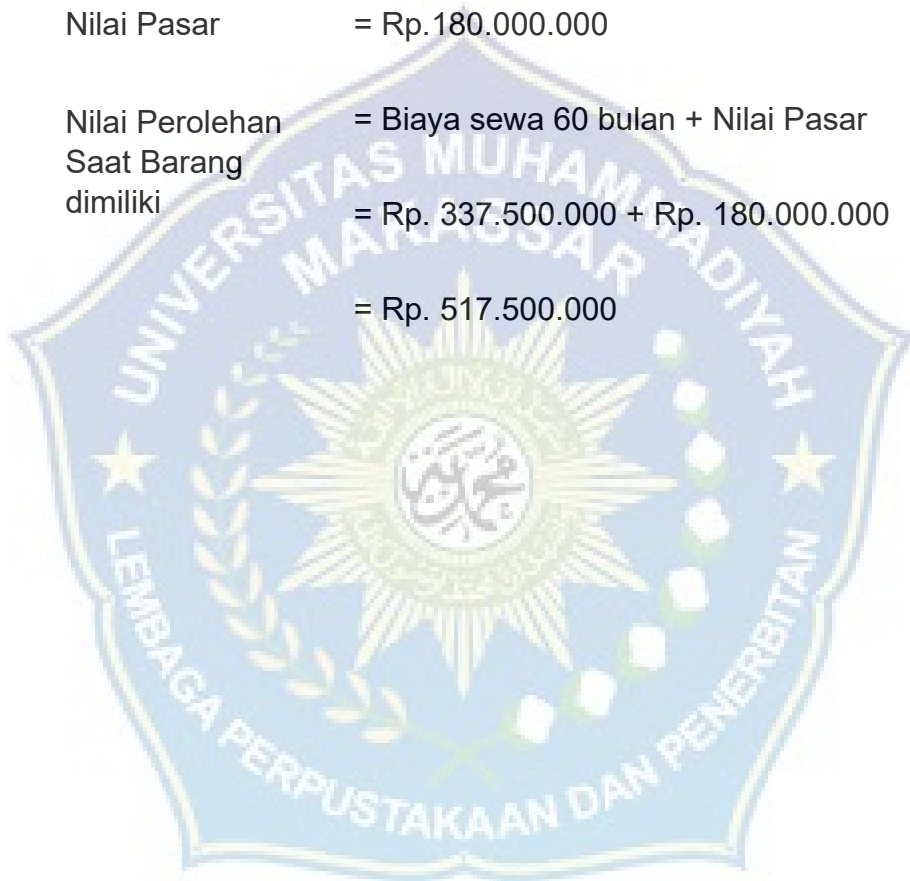 Nilai Pasar = Rp.180.000.000
Nilai Perolehan Saat Barang dimiliki = Biaya sewa 60 bulan + Nilai Pasar
= Rp. 337.500.000 + Rp. 180.000.000
= Rp. 517.500.000
UNIVERSITAS MUHAMMADIYAH
MAKASSAR
LEMBAGA PERPUSTAKAAN DAN PENERBITAN